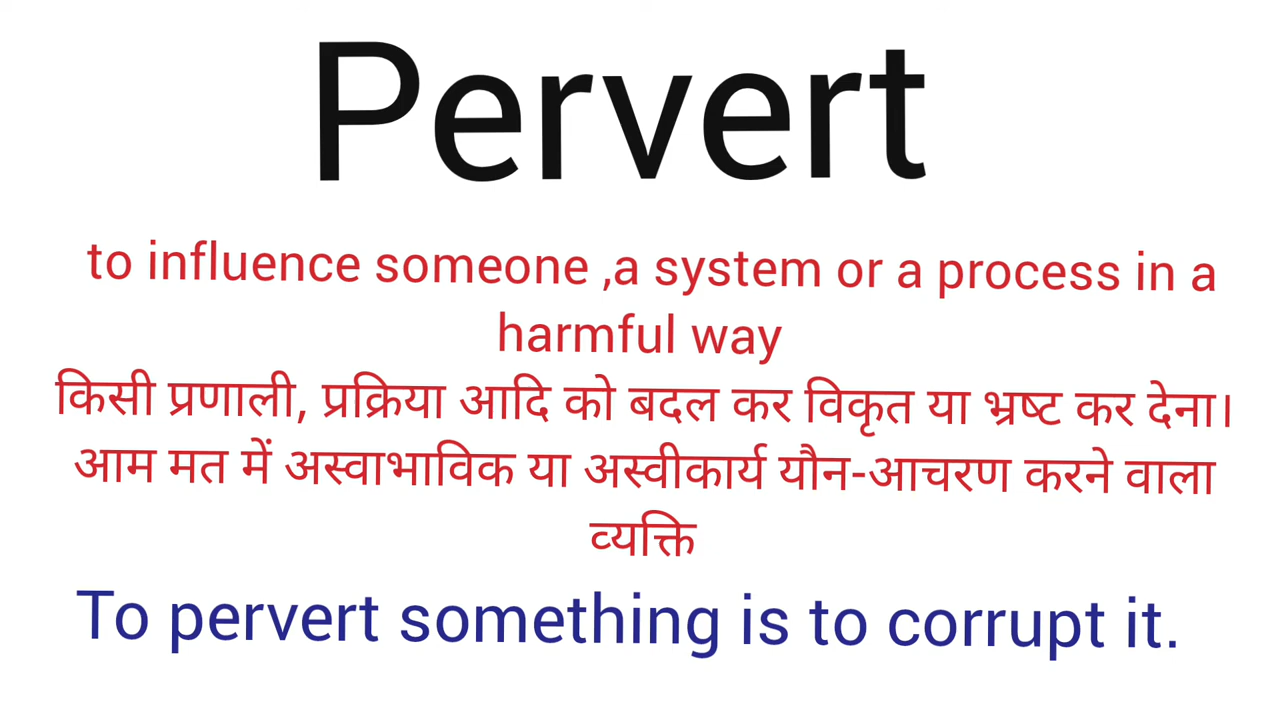 Pervert
to influence someone ,a system or a process in a
harmful way
किसी प्रणाली, प्रक्रिया आदि को बदल कर विकृत या भ्रष्ट कर देना।
आम मत में अस्वाभाविक या अस्वीकार्य यौन-आचरण करने वाला
व्यक्ति
To pervert something is to corrupt it.